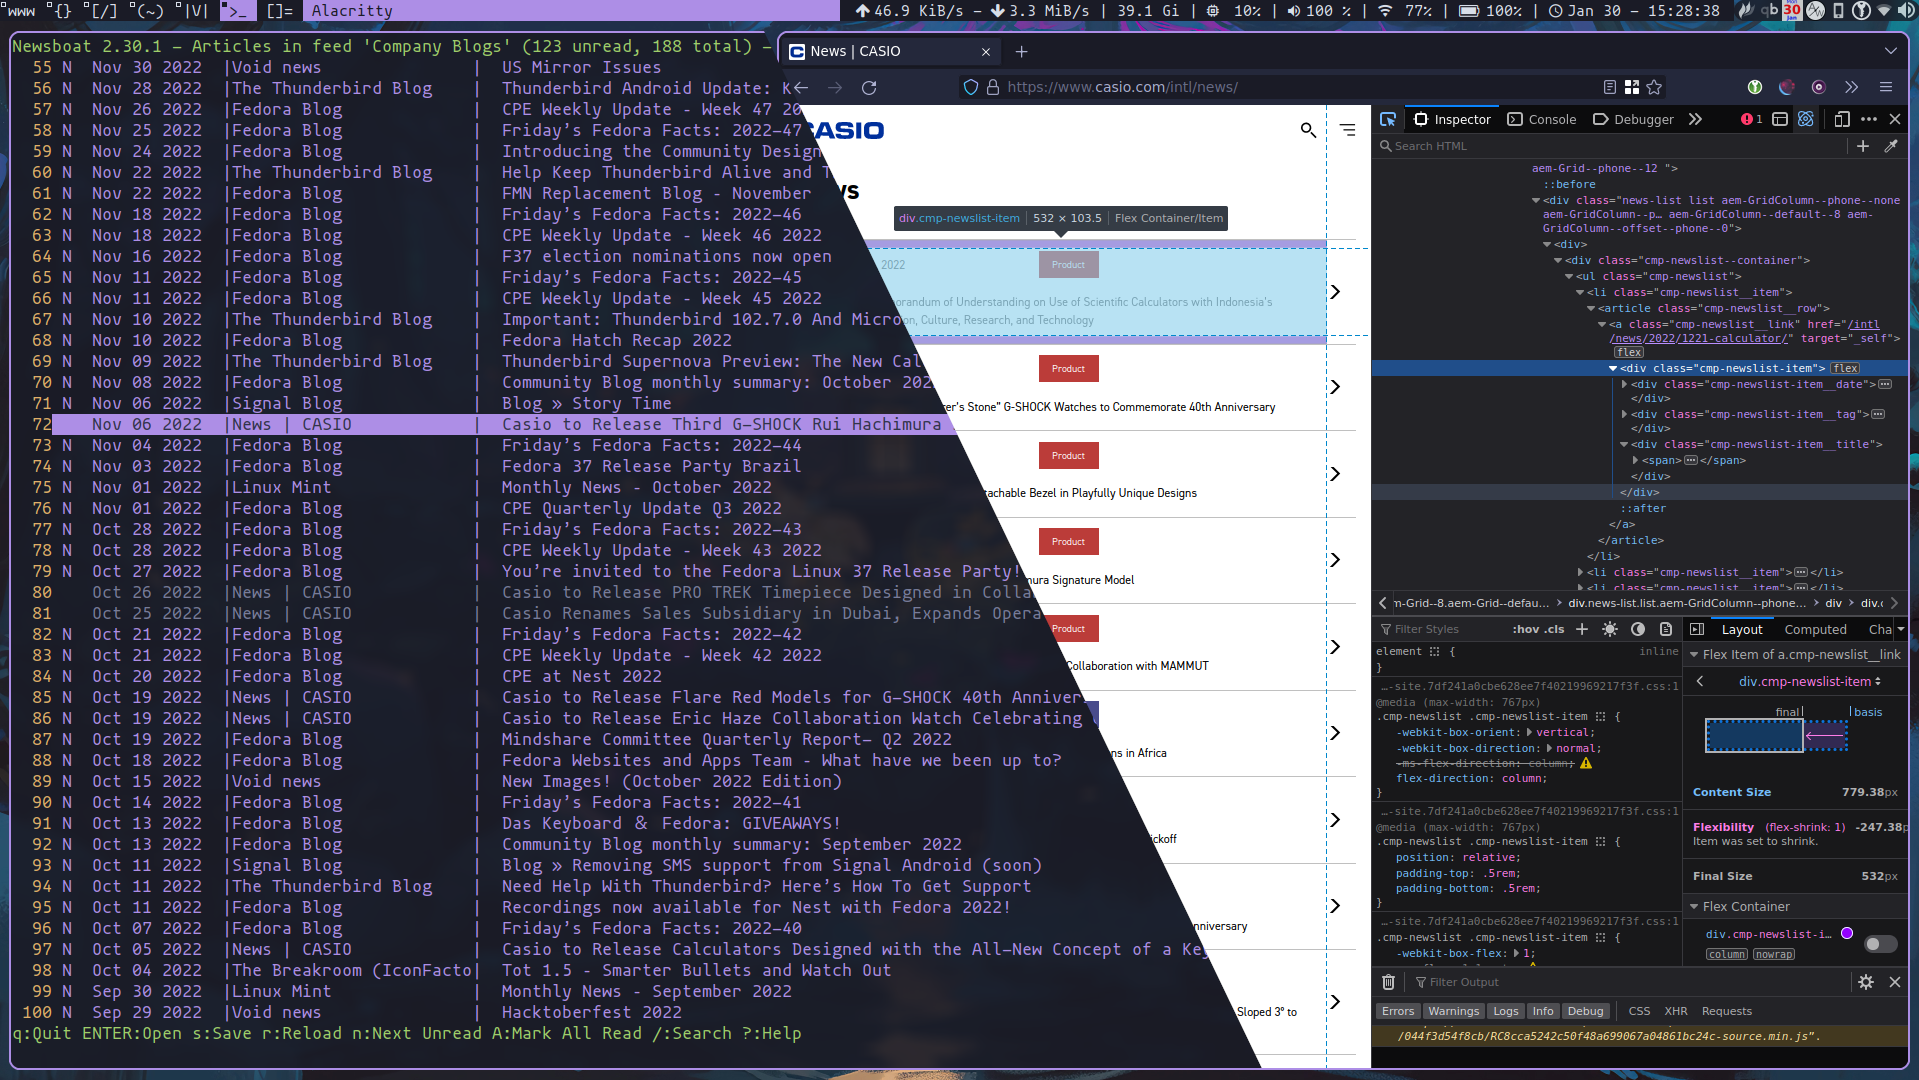 www {} [/] (~) |V| >_ []= Alacritty 46.9 KiB/s – 3.3 MiB/s | 39.1 Gi | 10% | 100 % | 77% | 100% | Jan 30 – 15:28:38
Newsboat 2.30.1 – Articles in feed 'Company Blogs' (123 unread, 188 total) –
55 N Nov 30 2022 |Void news | US Mirror Issues
56 N Nov 28 2022 |The Thunderbird Blog | Thunderbird Android Update: K
57 N Nov 26 2022 |Fedora Blog | CPE Weekly Update - Week 47 20
58 N Nov 25 2022 |Fedora Blog | Friday's Fedora Facts: 2022–47
59 N Nov 24 2022 |Fedora Blog | Introducing the Community Design
60 N Nov 22 2022 |The Thunderbird Blog | Help Keep Thunderbird Alive and T
61 N Nov 22 2022 |Fedora Blog | FMN Replacement Blog - November
62 N Nov 18 2022 |Fedora Blog | Friday's Fedora Facts: 2022–46
63 N Nov 18 2022 |Fedora Blog | CPE Weekly Update - Week 46 2022
64 N Nov 16 2022 |Fedora Blog | F37 election nominations now open
65 N Nov 11 2022 |Fedora Blog | Friday's Fedora Facts: 2022–45
66 N Nov 11 2022 |Fedora Blog | CPE Weekly Update - Week 45 2022
67 N Nov 10 2022 |The Thunderbird Blog | Important: Thunderbird 102.7.0 And Micro
68 N Nov 10 2022 |Fedora Blog | Fedora Hatch Recap 2022
69 N Nov 09 2022 |The Thunderbird Blog | Thunderbird Supernova Preview: The New Cal
70 N Nov 08 2022 |Fedora Blog | Community Blog monthly summary: October 202
71 N Nov 06 2022 |Signal Blog | Blog » Story Time
72 Nov 06 2022 |News | CASIO | Casio to Release Third G–SHOCK Rui Hachimura
73 N Nov 04 2022 |Fedora Blog | Friday's Fedora Facts: 2022–44
74 N Nov 03 2022 |Fedora Blog | Fedora 37 Release Party Brazil
75 N Nov 01 2022 |Linux Mint | Monthly News - October 2022
76 N Nov 01 2022 |Fedora Blog | CPE Quarterly Update Q3 2022
77 N Oct 28 2022 |Fedora Blog | Friday's Fedora Facts: 2022–43
78 N Oct 28 2022 |Fedora Blog | CPE Weekly Update - Week 43 2022
79 N Oct 27 2022 |Fedora Blog | You're invited to the Fedora Linux 37 Release Party!
80 Oct 26 2022 |News | CASIO | Casio to Release PRO TREK Timepiece Designed in Colla
81 Oct 25 2022 |News | CASIO | Casio Renames Sales Subsidiary in Dubai, Expands Opera
82 N Oct 21 2022 |Fedora Blog | Friday's Fedora Facts: 2022–42
83 N Oct 21 2022 |Fedora Blog | CPE Weekly Update - Week 42 2022
84 N Oct 20 2022 |Fedora Blog | CPE at Nest 2022
85 N Oct 19 2022 |News | CASIO | Casio to Release Flare Red Models for G–SHOCK 40th Anniver
86 N Oct 19 2022 |News | CASIO | Casio to Release Eric Haze Collaboration Watch Celebrating
87 N Oct 19 2022 |Fedora Blog | Mindshare Committee Quarterly Report– Q2 2022
88 N Oct 18 2022 |Fedora Blog | Fedora Websites and Apps Team - What have we been up to?
89 N Oct 15 2022 |Void news | New Images! (October 2022 Edition)
90 N Oct 14 2022 |Fedora Blog | Friday's Fedora Facts: 2022–41
91 N Oct 13 2022 |Fedora Blog | Das Keyboard & Fedora: GIVEAWAYS!
92 N Oct 13 2022 |Fedora Blog | Community Blog monthly summary: September 2022
93 N Oct 11 2022 |Signal Blog | Blog » Removing SMS support from Signal Android (soon)
94 N Oct 11 2022 |The Thunderbird Blog | Need Help With Thunderbird? Here's How To Get Support
95 N Oct 11 2022 |Fedora Blog | Recordings now available for Nest with Fedora 2022!
96 N Oct 07 2022 |Fedora Blog | Friday's Fedora Facts: 2022–40
97 N Oct 05 2022 |News | CASIO | Casio to Release Calculators Designed with the All–New Concept of a Key
98 N Oct 04 2022 |The Breakroom (IconFacto| Tot 1.5 - Smarter Bullets and Watch Out
99 N Sep 30 2022 |Linux Mint | Monthly News - September 2022
100 N Sep 29 2022 |Void news | Hacktoberfest 2022
q:Quit ENTER:Open s:Save r:Reload n:Next Unread A:Mark All Read /:Search ?:Help
News | CASIO
https://www.casio.com/intl/news/
CASIO
ws
div.cmp-newslist-item 532 × 103.5 Flex Container/Item
2022 Product
orandum of Understanding on Use of Scientific Calculators with Indonesia's
on, Culture, Research, and Technology
Product
rer's Stone" G-SHOCK Watches to Commemorate 40th Anniversary
Product
tachable Bezel in Playfully Unique Designs
Product
mura Signature Model
Product
Collaboration with MAMMUT
ns in Africa
ickoff
nniversary
Sloped 3° to
Inspector Console Debugger 1
Search HTML
aem-Grid--phone--12 ">
::before
<div class="news-list list aem-GridColumn--phone--none
aem-GridColumn--p… aem-GridColumn--default--8 aem-
GridColumn--offset--phone--0">
<div>
<div class="cmp-newslist--container">
<ul class="cmp-newslist">
<li class="cmp-newslist__item">
<article class="cmp-newslist__row">
<a class="cmp-newslist__link" href="/intl
/news/2022/1221-calculator/" target="_self">
flex
<div class="cmp-newslist-item"> flex
<div class="cmp-newslist-item__date">
</div>
<div class="cmp-newslist-item__tag">
</div>
<div class="cmp-newslist-item__title">
<span> </span>
</div>
</div>
::after
</a>
</article>
</li>
<li class="cmp-newslist__item"> </li>
<li class="cmp-newslist__item"> </li>
m-Grid--8.aem-Grid--defau… div.news-list.list.aem-GridColumn--phone… div div.c
Filter Styles :hov .cls
element {
inline
}
…-site.7df241a0cbe628ee7f40219969217f3f.css:1
@media (max-width: 767px)
.cmp-newslist .cmp-newslist-item {
-webkit-box-orient: vertical;
-webkit-box-direction: normal;
-ms-flex-direction: column;
flex-direction: column;
}
…-site.7df241a0cbe628ee7f40219969217f3f.css:1
@media (max-width: 767px)
.cmp-newslist .cmp-newslist-item {
position: relative;
padding-top: .5rem;
padding-bottom: .5rem;
}
…-site.7df241a0cbe628ee7f40219969217f3f.css:1
.cmp-newslist .cmp-newslist-item {
-webkit-box-flex: 1;
Layout Computed Cha
Flex Item of a.cmp-newslist__link
div.cmp-newslist-item
final basis
Content Size 779.38px
Flexibility (flex-shrink: 1) -247.38p
Item was set to shrink.
Final Size 532px
Flex Container
div.cmp-newslist-i…
column nowrap
Filter Output
Errors Warnings Logs Info Debug CSS XHR Requests
/044f3d54f8cb/RC8cca5242c50f48a699067a04861bc24c-source.min.js".